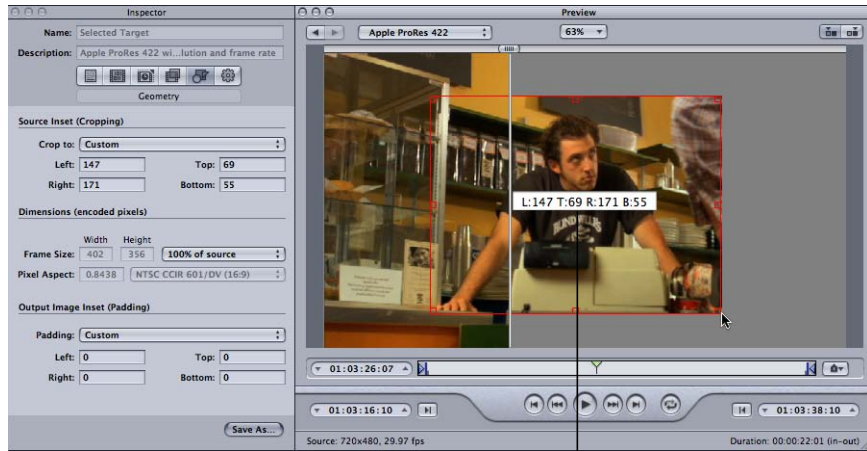 Inspector
Name: Selected Target
Description: Apple ProRes 422 wi...lution and frame rate
Geometry
Source Inset (Cropping)
Crop to: Custom
Left: 147 Top: 69
Right: 171 Bottom: 55
Dimensions (encoded pixels)
Width Height
Frame Size: 402 356 100% of source
Pixel Aspect: 0.8438 NTSC CCIR 601/DV (16:9)
Output Image Inset (Padding)
Padding: Custom
Left: 0 Top: 0
Right: 0 Bottom: 0
Save As...
Preview
Apple ProRes 422 63%
L:147 T:69 R:171 B:55
01:03:26:07
01:03:16:10 01:03:38:10
Source: 720x480, 29.97 fps Duration: 00:00:22:01 (in-out)